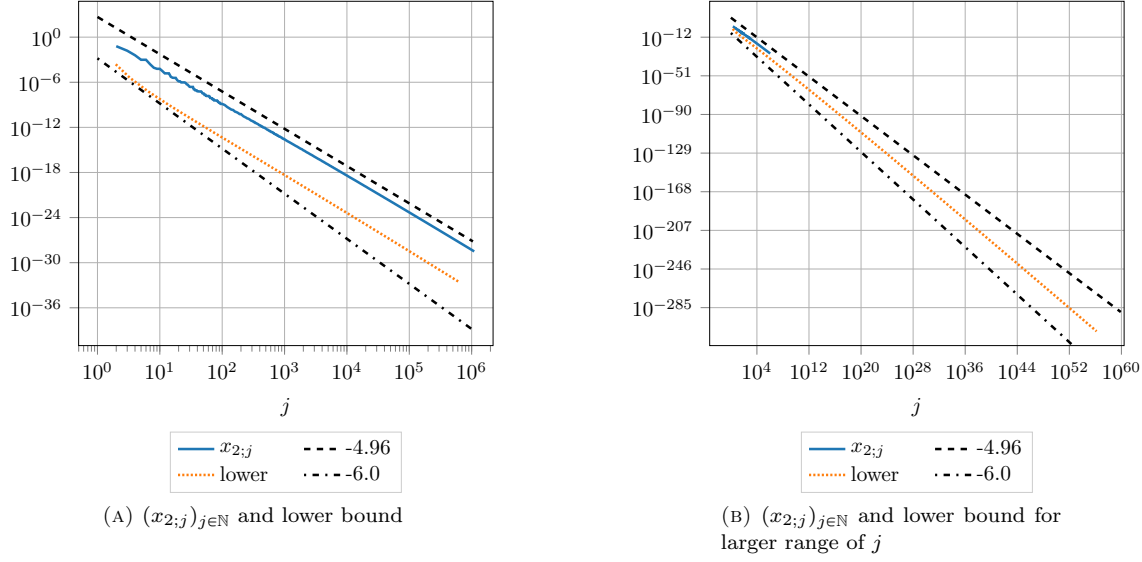 10^0
10^−6
10^−12
10^−18
10^−24
10^−30
10^−36
10^0 10^1 10^2 10^3 10^4 10^5 10^6
j
x_{2;j} -4.96
lower -6.0
(A) (x_{2;j})_{j∈ℕ} and lower bound
10^−12
10^−51
10^−90
10^−129
10^−168
10^−207
10^−246
10^−285
10^4 10^12 10^20 10^28 10^36 10^44 10^52 10^60
j
x_{2;j} -4.96
lower -6.0
(B) (x_{2;j})_{j∈ℕ} and lower bound for
larger range of j